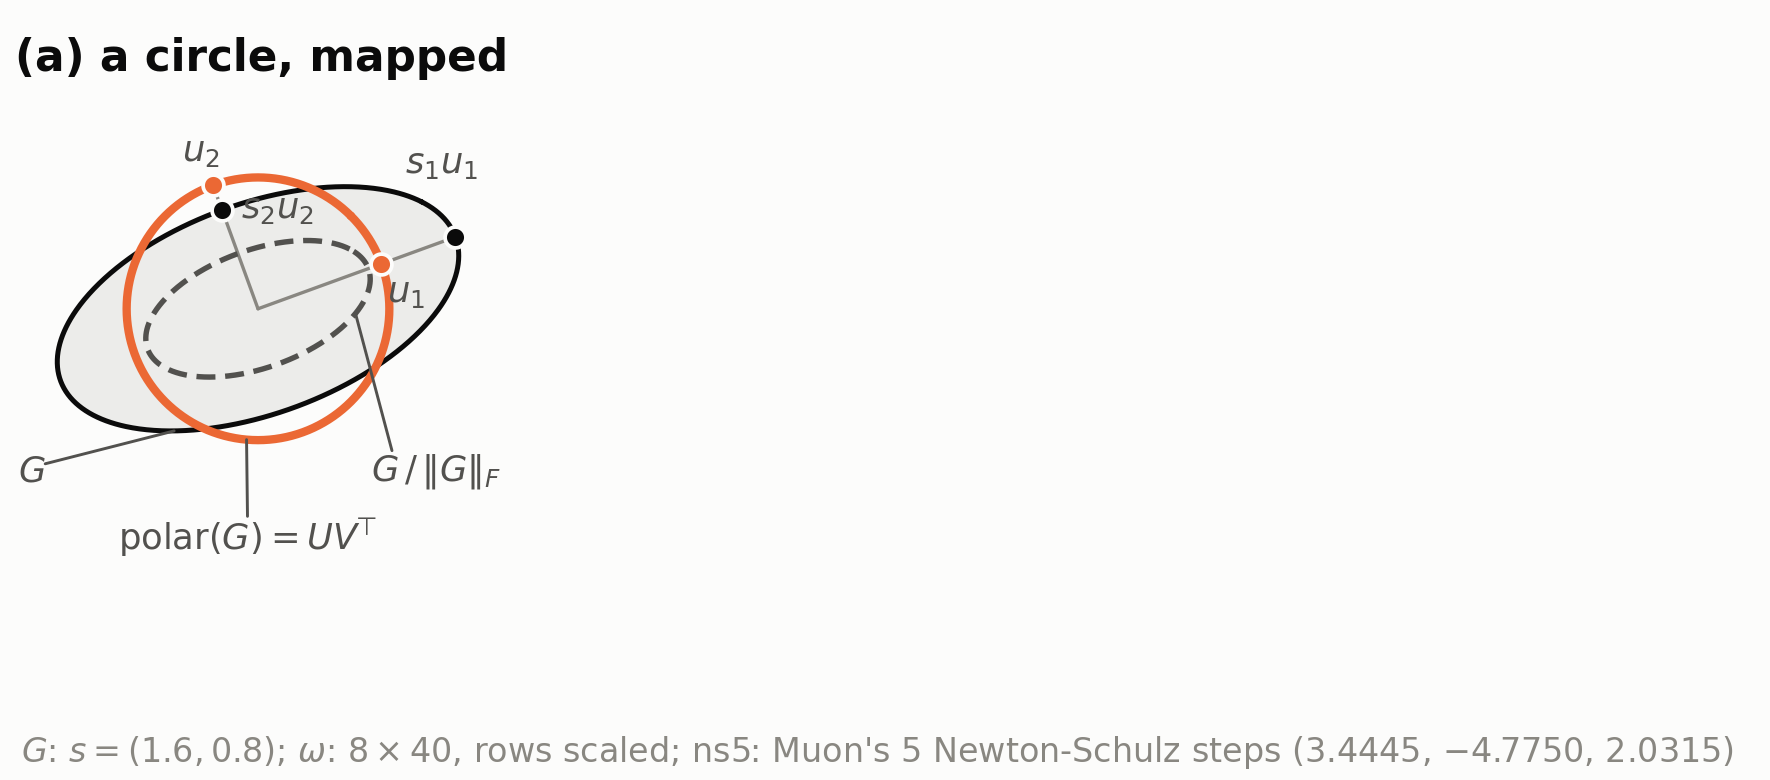 (a) a circle, mapped
u₂
s₁u₁
s₂u₂
u₁
G
G / ‖G‖_F
polar(G) = UV^⊤
G: s = (1.6, 0.8); ω: 8 × 40, rows scaled; ns5: Muon's 5 Newton-Schulz steps (3.4445, −4.7750, 2.0315)